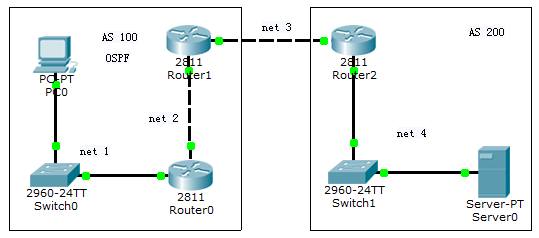 AS 100
OSPF
PC-PT
PC0
2811
Router1
net 3
2811
Router2
AS 200
net 2
net 1
net 4
2960-24TT
Switch0
2811
Router0
2960-24TT
Switch1
Server-PT
Server0